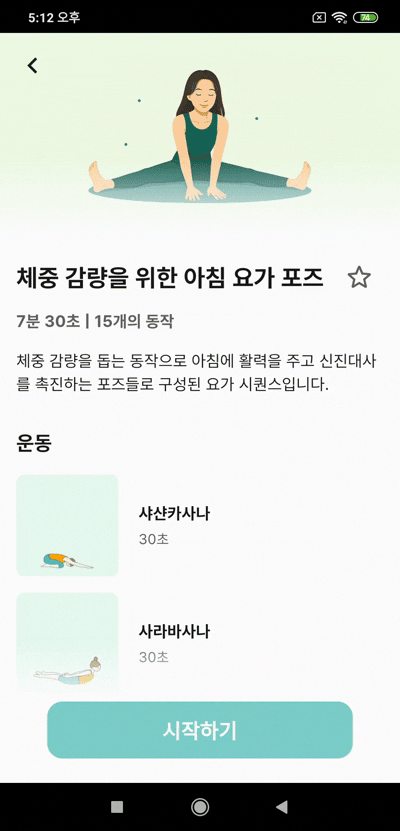 5:12 오후
74
체중 감량을 위한 아침 요가 포즈
7분 30초 | 15개의 동작
체중 감량을 돕는 동작으로 아침에 활력을 주고 신진대사
를 촉진하는 포즈들로 구성된 요가 시퀀스입니다.
운동
샤샨카사나
30초
사라바사나
30초
시작하기